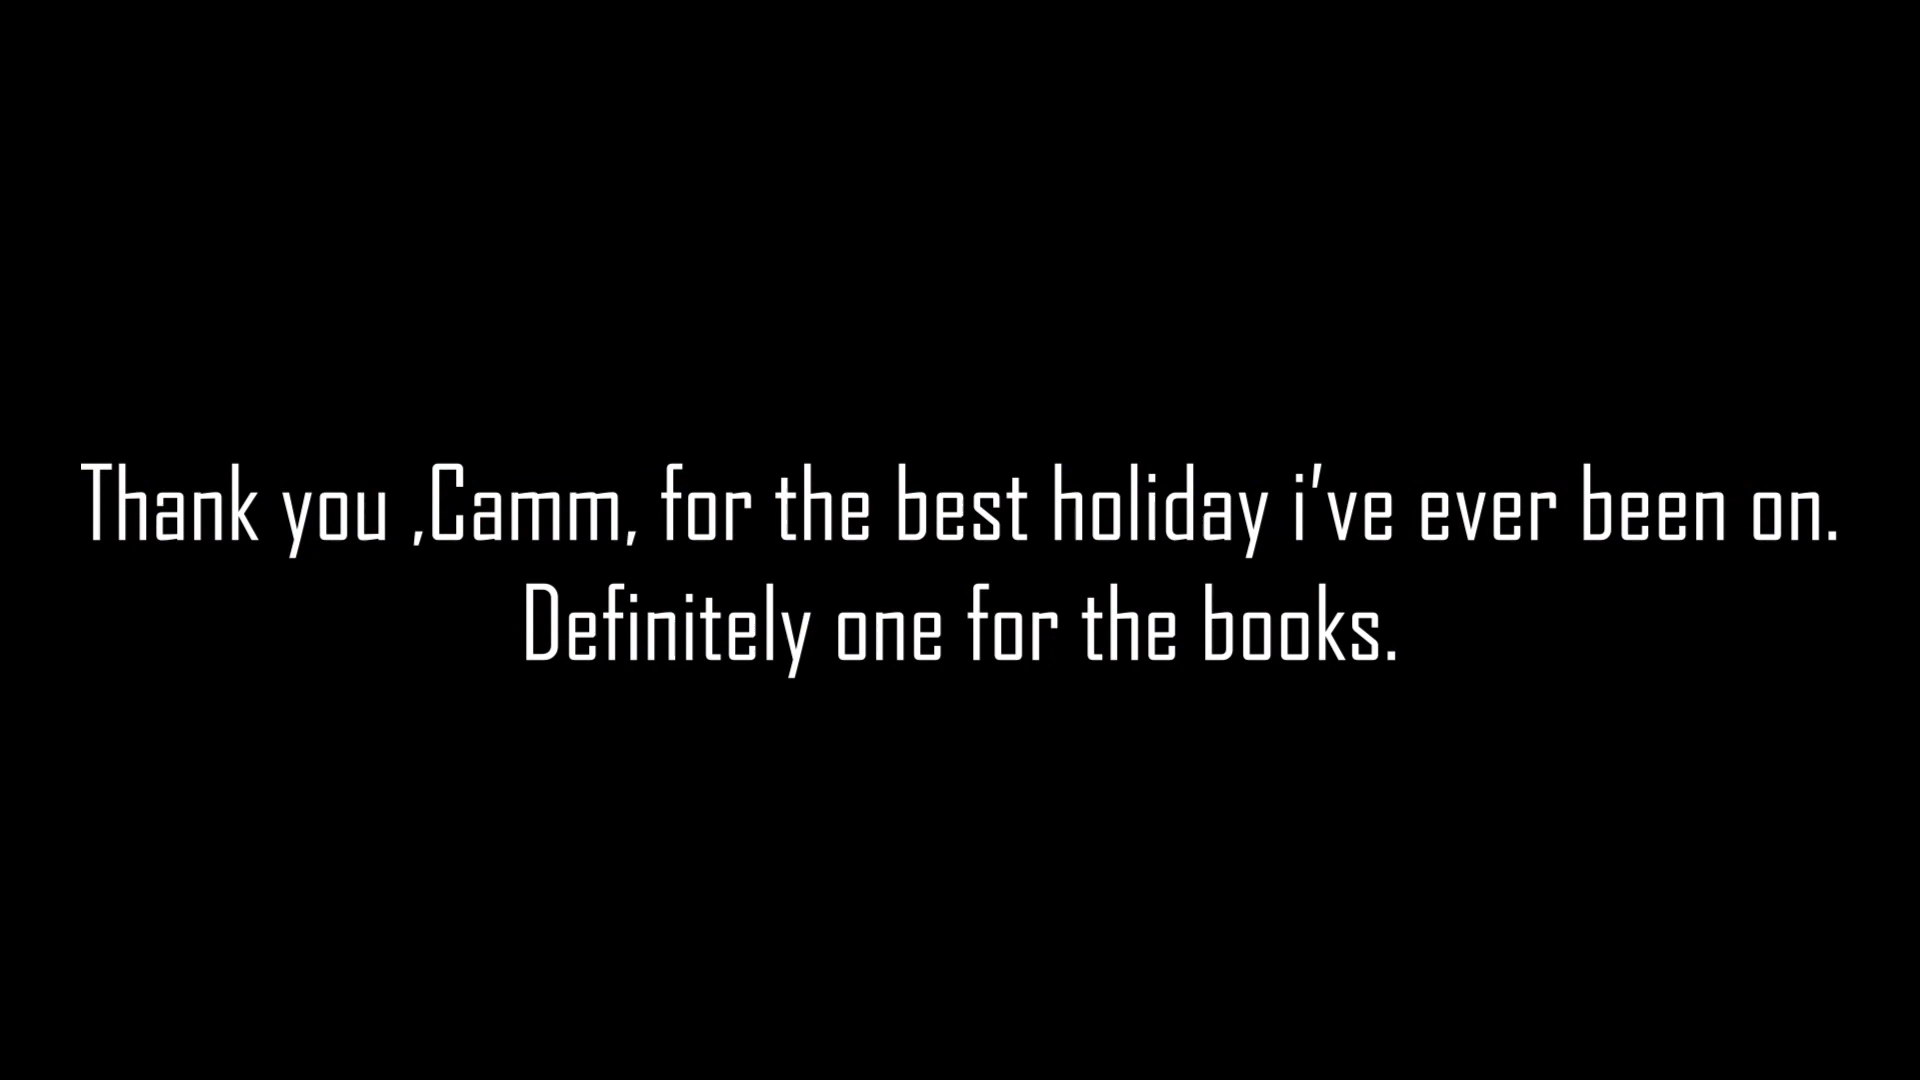 Thank you ,Camm, for the best holiday i've ever been on.
Definitely one for the books.